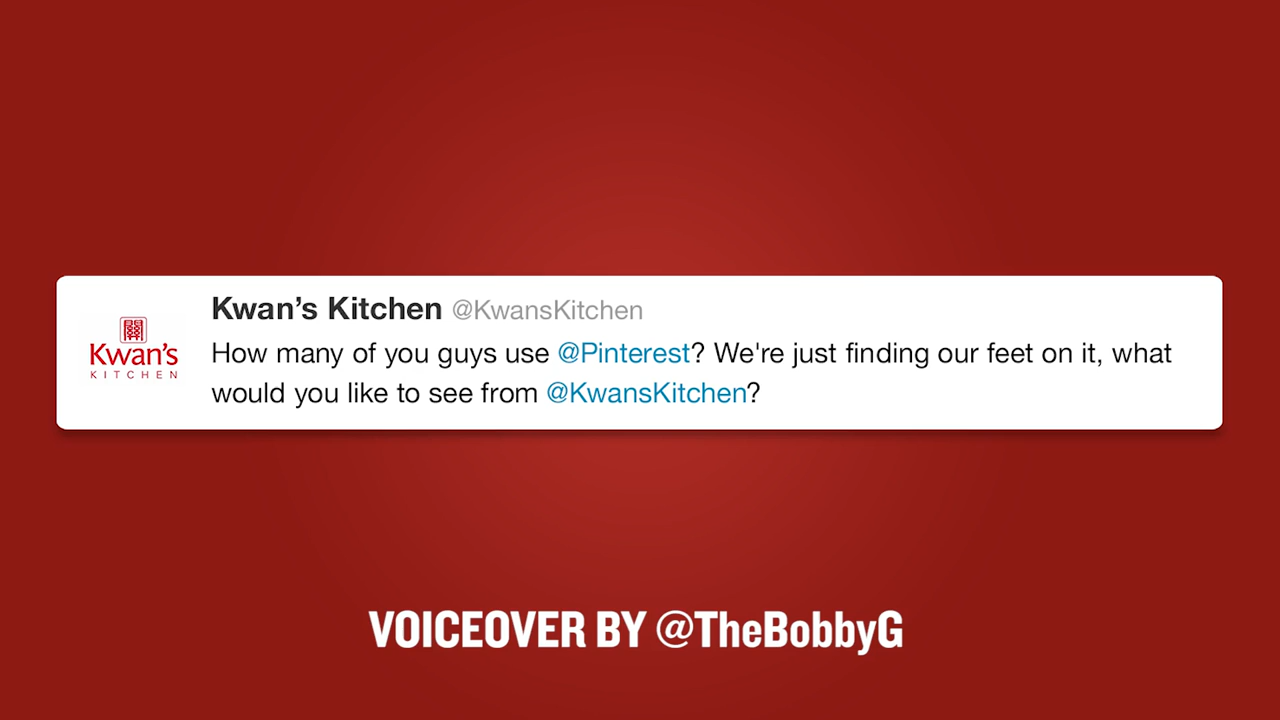 Kwan's Kitchen @KwansKitchen
Kwan's
KITCHEN
How many of you guys use @Pinterest? We're just finding our feet on it, what
would you like to see from @KwansKitchen?
VOICEOVER BY @TheBobbyG